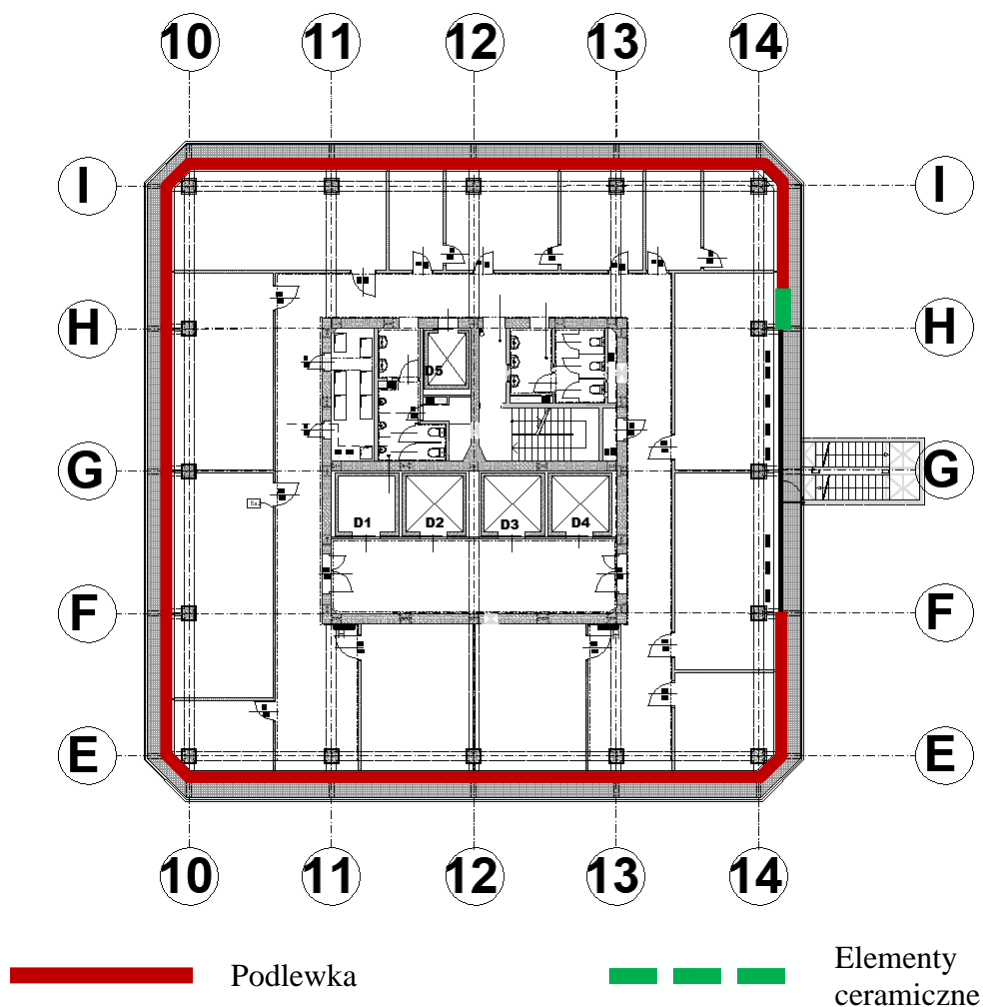 10 11 12 13 14
I I
H H
D5
G G
D1 D2 D3 D4
F F
E E
10 11 12 13 14
Podlewka
Elementy
ceramiczne